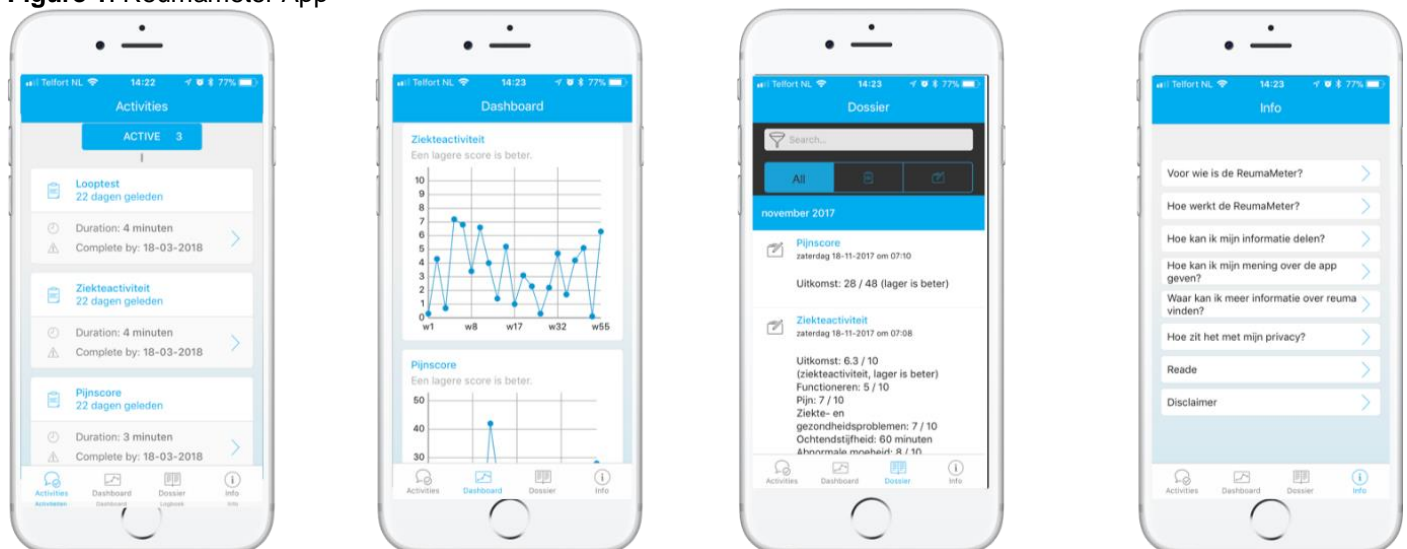 Figure 1. Reumameter App
Telfort NL 14:22 77%
Activities
ACTIVE 3
Looptest
22 dagen geleden
Duration: 4 minuten
Complete by: 18-03-2018
Ziekteactiviteit
22 dagen geleden
Duration: 4 minuten
Complete by: 18-03-2018
Pijnscore
22 dagen geleden
Duration: 3 minuten
Complete by: 18-03-2018
Activities Dashboard Dossier Info
Activiteiten Dashboard Logboek Info
Telfort NL 14:23 77%
Dashboard
Ziekteactiviteit
Een lagere score is beter.
10
9
8
7
6
5
4
3
2
1
0
w1 w8 w17 w32 w55
Pijnscore
Een lagere score is beter.
50
40
30
Activities Dashboard Dossier Info
Telfort NL 14:23 77%
Dossier
Search...
All
november 2017
Pijnscore
zaterdag 18-11-2017 om 07:10
Uitkomst: 28 / 48 (lager is beter)
Ziekteactiviteit
zaterdag 18-11-2017 om 07:08
Uitkomst: 6.3 / 10
(ziekteactiviteit, lager is beter)
Functioneren: 5 / 10
Pijn: 7 / 10
Ziekte- en
gezondheidsproblemen: 7 / 10
Ochtendstijfheid: 60 minuten
Abnormale moeheid: 8 / 10
Activities Dashboard Dossier Info
Telfort NL 14:23 77%
Info
Voor wie is de ReumaMeter?
Hoe werkt de ReumaMeter?
Hoe kan ik mijn informatie delen?
Hoe kan ik mijn mening over de app
geven?
Waar kan ik meer informatie over reuma
vinden?
Hoe zit het met mijn privacy?
Reade
Disclaimer
Activities Dashboard Dossier Info